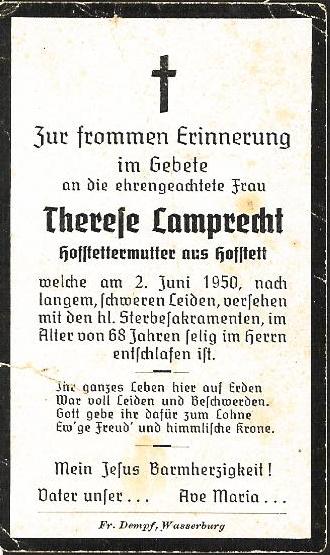 Zur frommen Erinnerung
im Gebete
an die ehrengeachtete Frau
Therese Lamprecht
Hofstettermutter aus Hofstett
welche am 2. Juni 1950, nach
langem, schweren Leiden, versehen
mit den hl. Sterbesakramenten, im
Alter von 68 Jahren selig im Herrn
entschlafen ist.
Ihr ganzes Leben hier auf Erden
War voll Leiden und Beschwerden.
Gott gebe ihr dafür zum Lohne
Ew'ge Freud' und himmlische Krone.
Mein Jesus Barmherzigkeit!
Vater unser... Ave Maria...
Fr. Dempf, Wasserburg